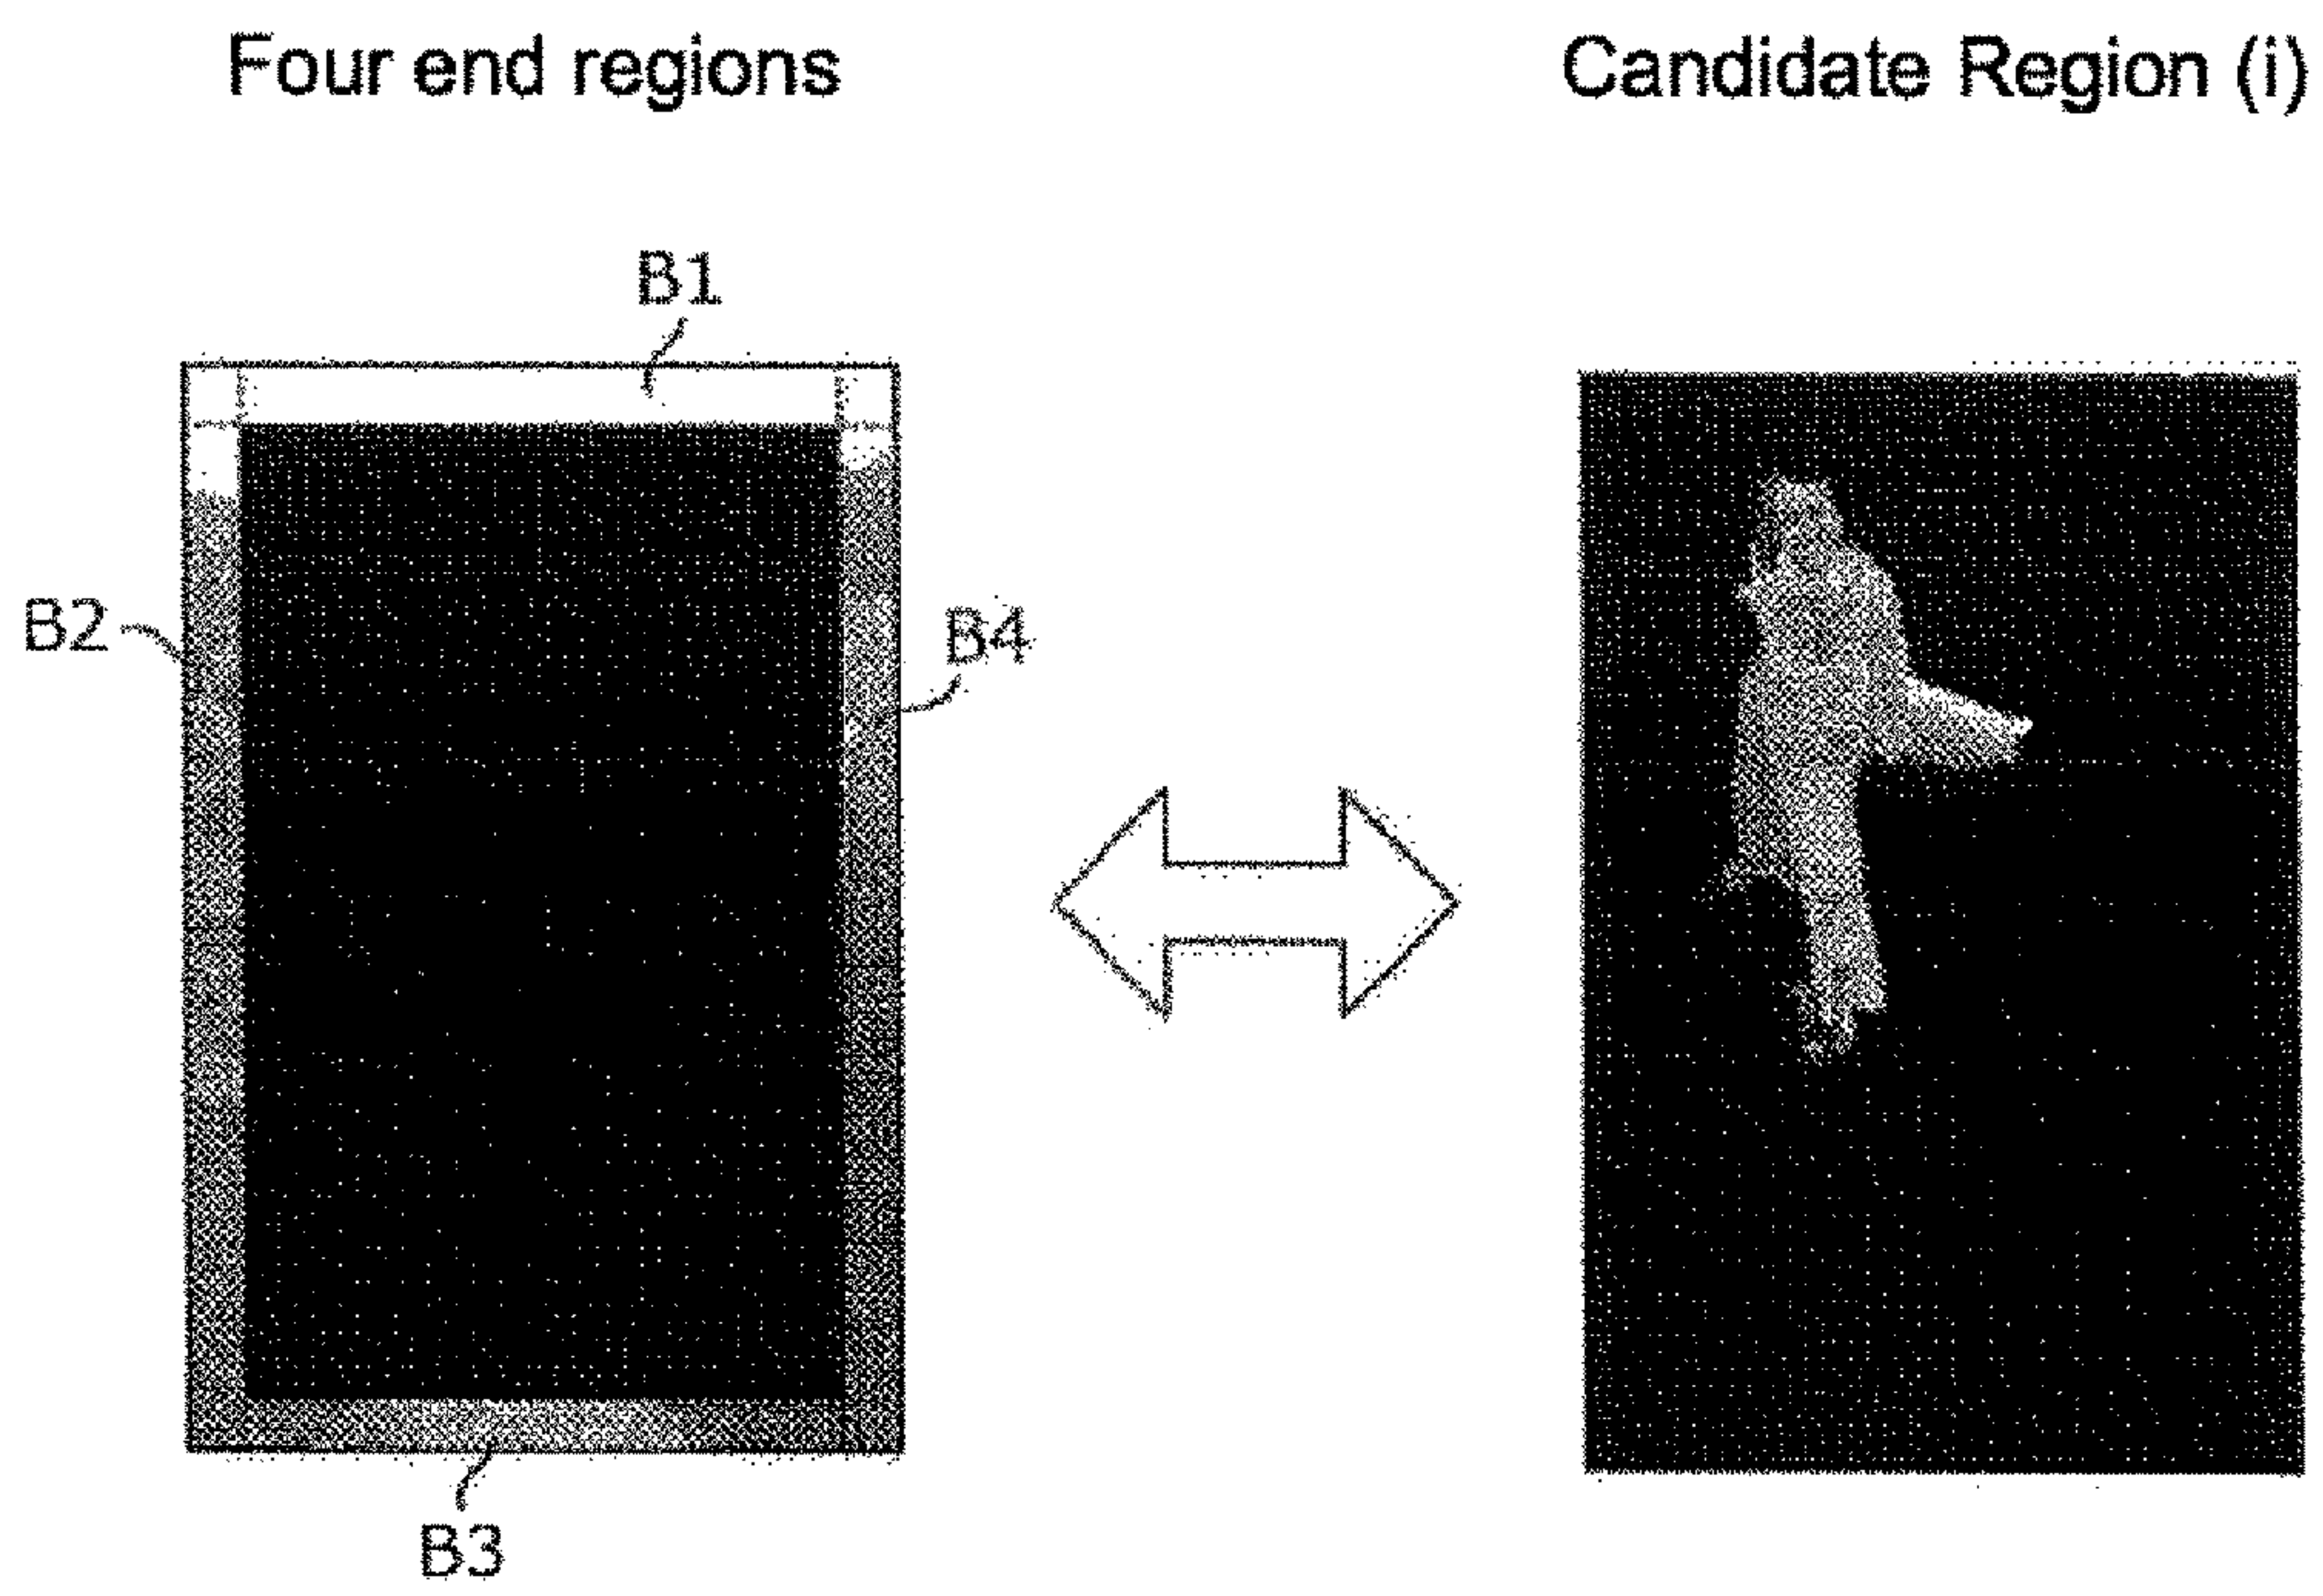 Four end regions
Candidate Region (i)
B1
B2
B4
B3